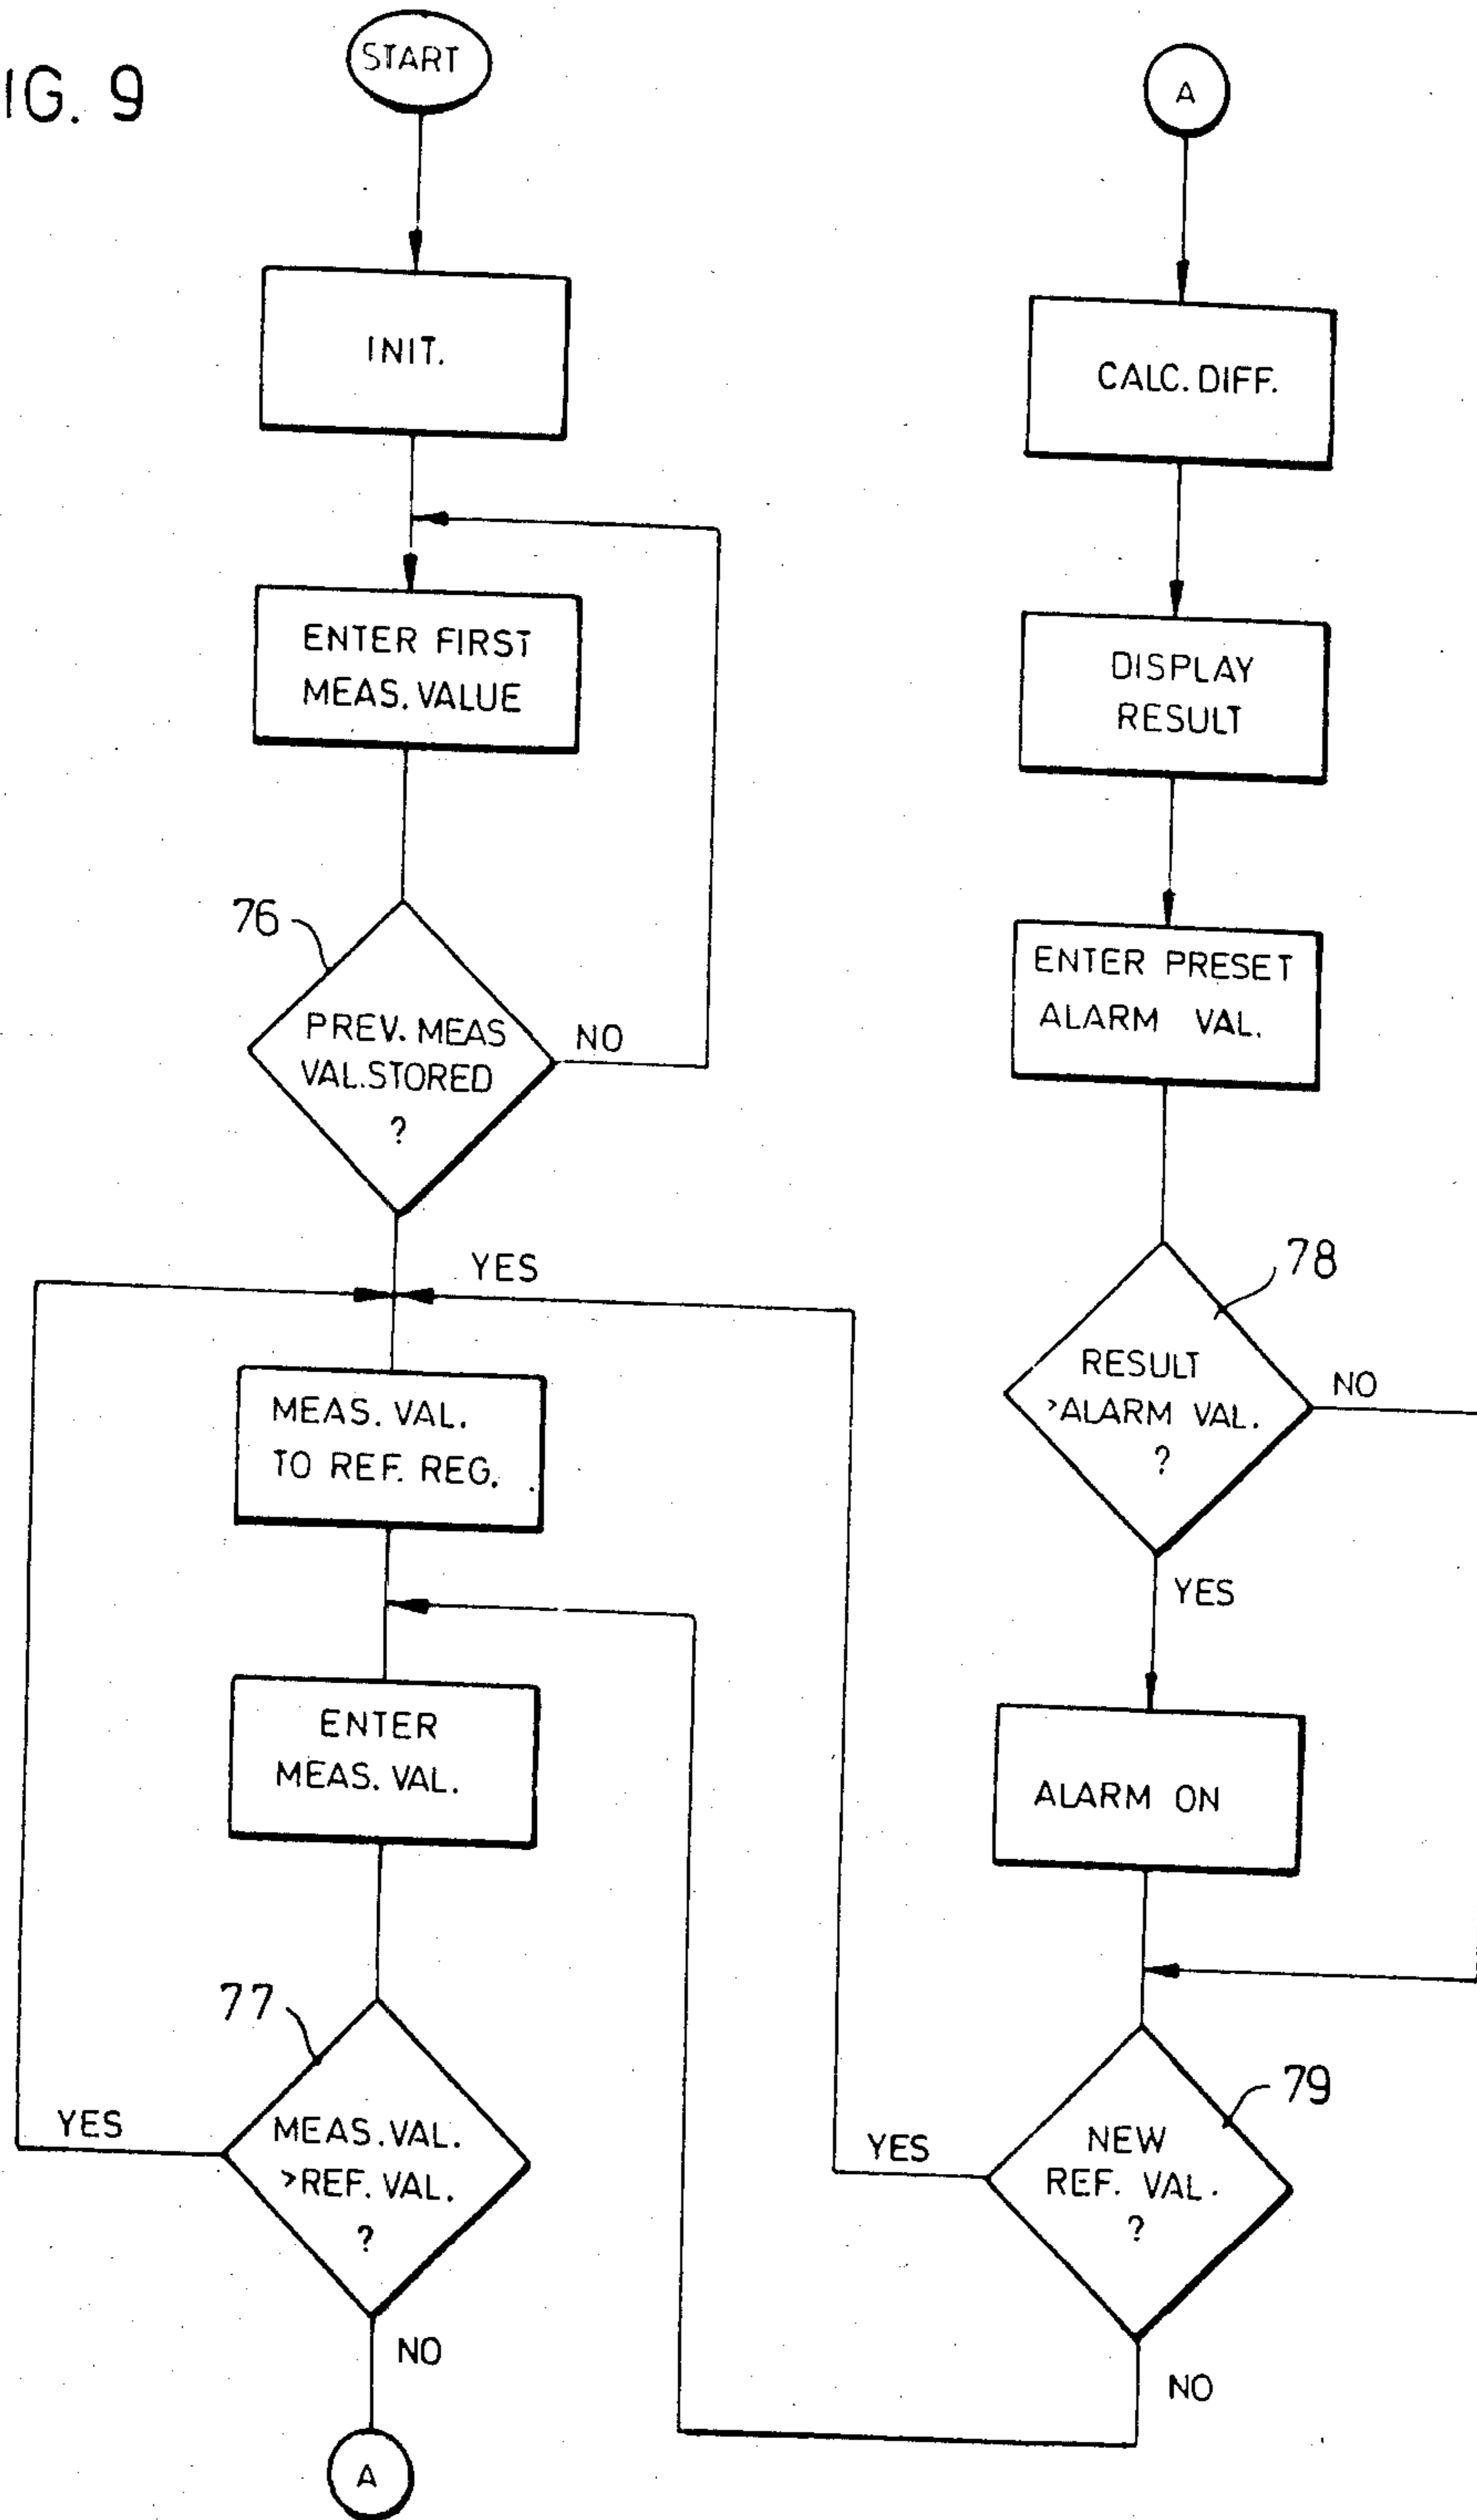 IG. 9
START
INIT.
ENTER FIRST
MEAS. VALUE
76
PREV. MEAS
VAL. STORED
?
NO
YES
MEAS. VAL.
TO REF. REG.
ENTER
MEAS. VAL.
77
MEAS. VAL.
>REF. VAL.
?
YES
NO
A
A
CALC. DIFF.
DISPLAY
RESULT
ENTER PRESET
ALARM VAL.
78
RESULT
>ALARM VAL.
?
NO
YES
ALARM ON
79
NEW
REF. VAL.
?
YES
NO